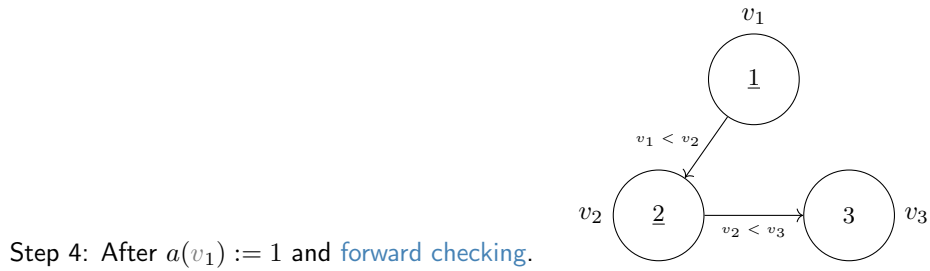 v₁
1
v₁ < v₂
v₂ 2 v₂ < v₃ 3 v₃
Step 4: After a(v₁) := 1 and forward checking.